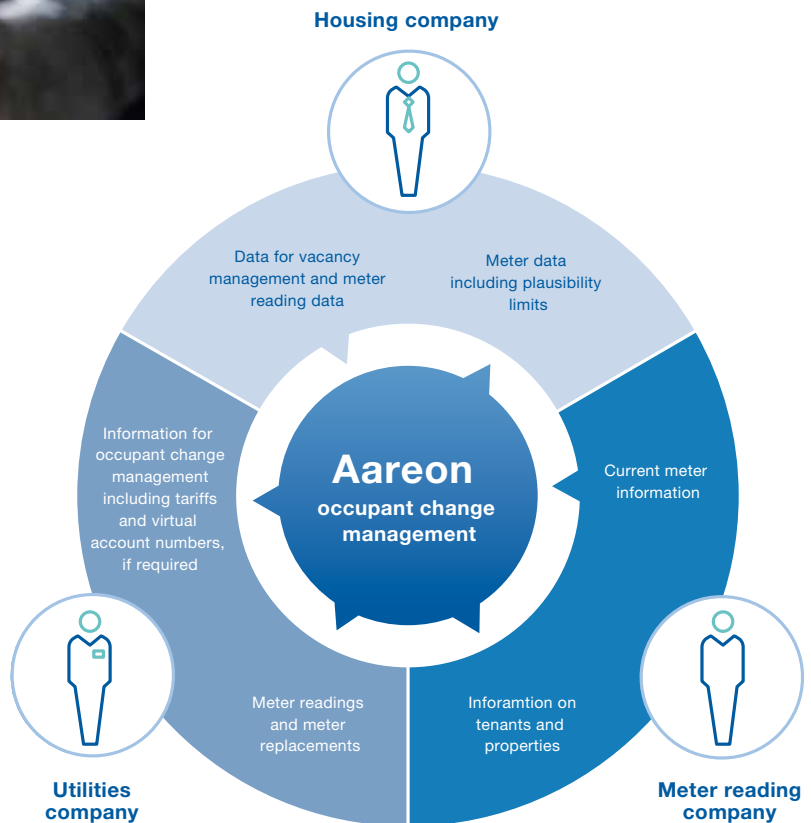 Housing company
Data for vacancy
management and meter
reading data
Meter data
including plausibility
limits
Information for
occupant change
management
including tariffs
and virtual
account numbers,
if required
Aareon
occupant change
management
Current meter
information
Meter readings
and meter
replacements
Inforamtion on
tenants and
properties
Utilities
company
Meter reading
company